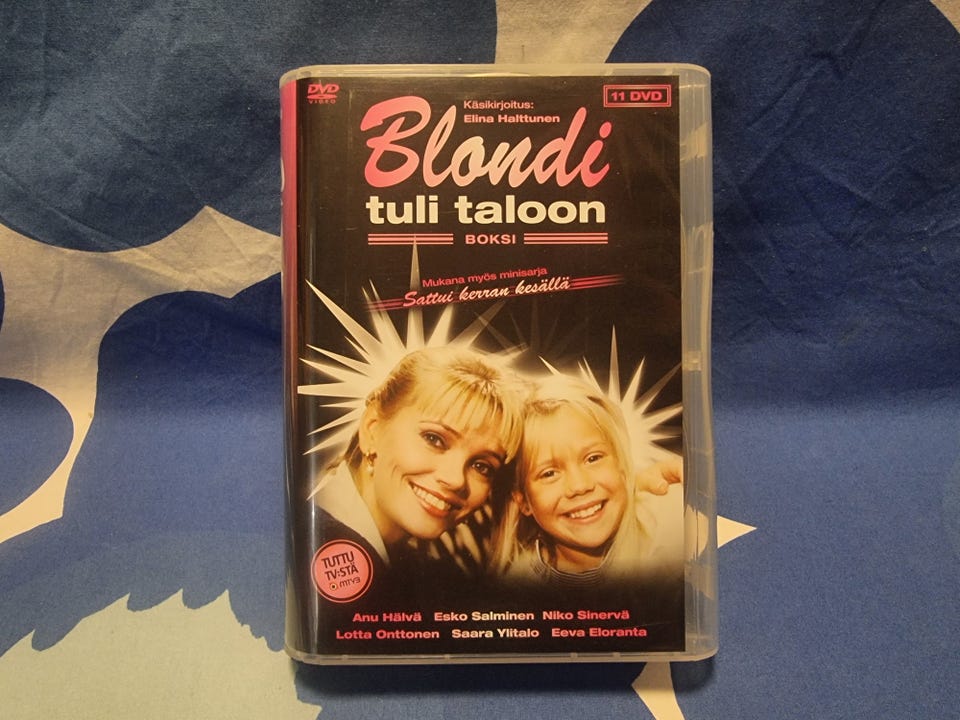 DVD
VIDEO
11 DVD
Käsikirjoitus:
Elina Halttunen
Blondi
tuli taloon
BOKSI
Mukana myös minisarja
Sattui kerran kesällä
TUTTU
TV:STÄ
MTV3
Anu Hälvä Esko Salminen Niko Sinervä
Lotta Onttonen Saara Ylitalo Eeva Eloranta